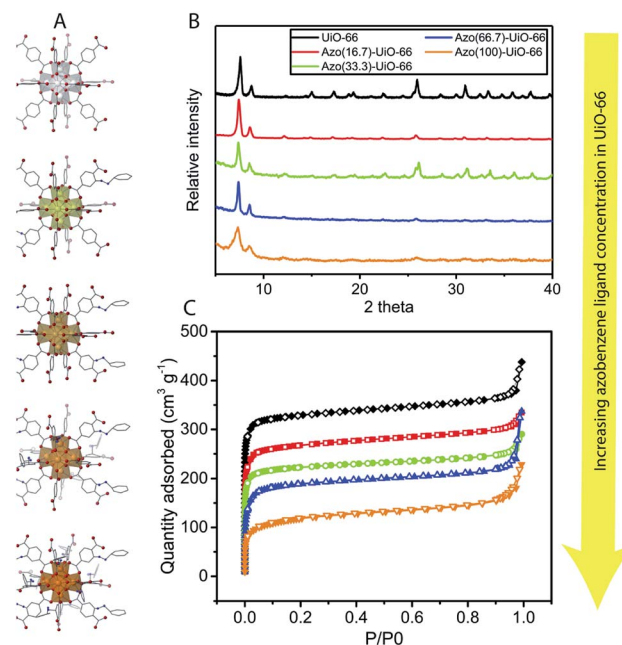 A
B
UiO-66
Azo(66.7)-UiO-66
Azo(16.7)-UiO-66
Azo(100)-UiO-66
Azo(33.3)-UiO-66
Relative intensity
10
20
30
40
2 theta
C
500
400
300
200
100
0
Quantity adsorbed (cm³ g⁻¹)
0.0
0.2
0.4
0.6
0.8
1.0
P/P0
Increasing azobenzene ligand concentration in UiO-66